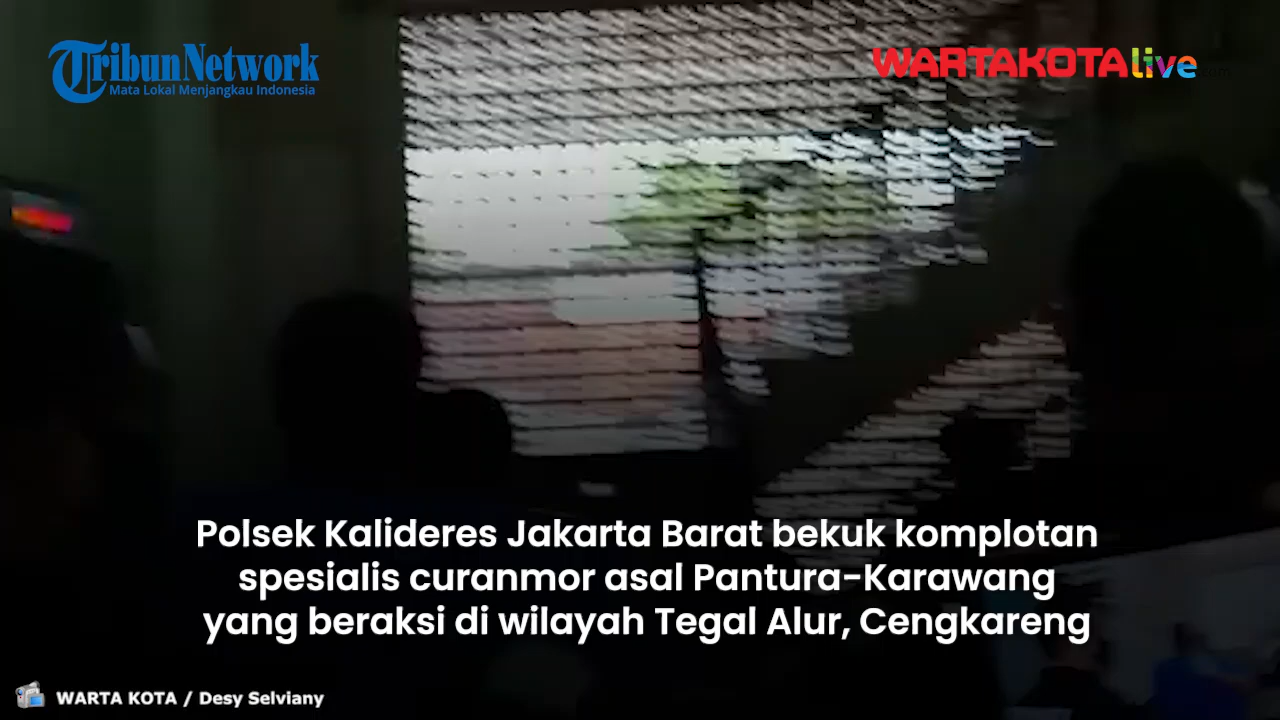 TribunNetwork
Mata Lokal Menjangkau Indonesia
WARTAKOTAlive.com
Polsek Kalideres Jakarta Barat bekuk komplotan
spesialis curanmor asal Pantura-Karawang
yang beraksi di wilayah Tegal Alur, Cengkareng
WARTA KOTA / Desy Selviany